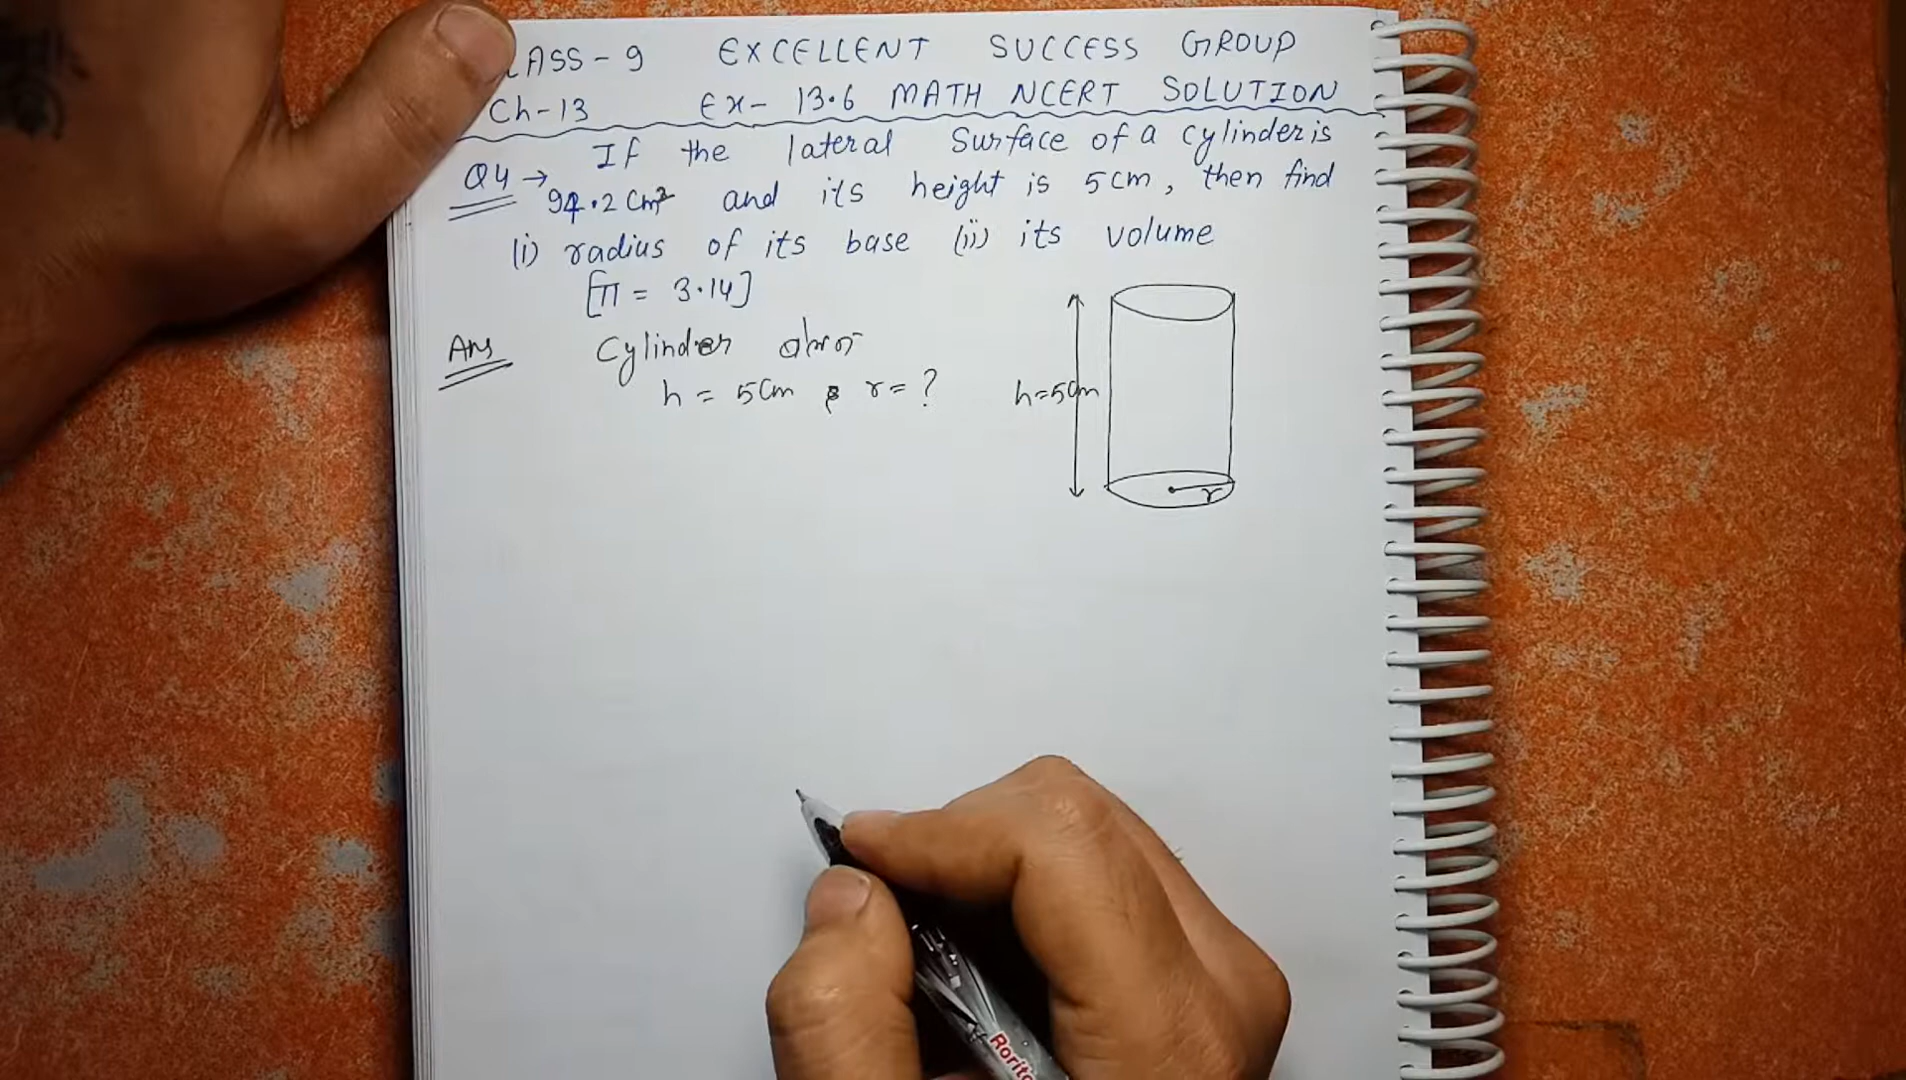 LASS-9 EXCELLENT SUCCESS GROUP
Ch-13 Ex- 13.6 MATH NCERT SOLUTION
Q4 → If the lateral Surface of a cylinder is
94.2 cm² and its height is 5cm, then find
(i) radius of its base (ii) its volume
[π = 3.14]
Ans Cylinder
h = 5cm r = ? h=5cm
r
Rorito